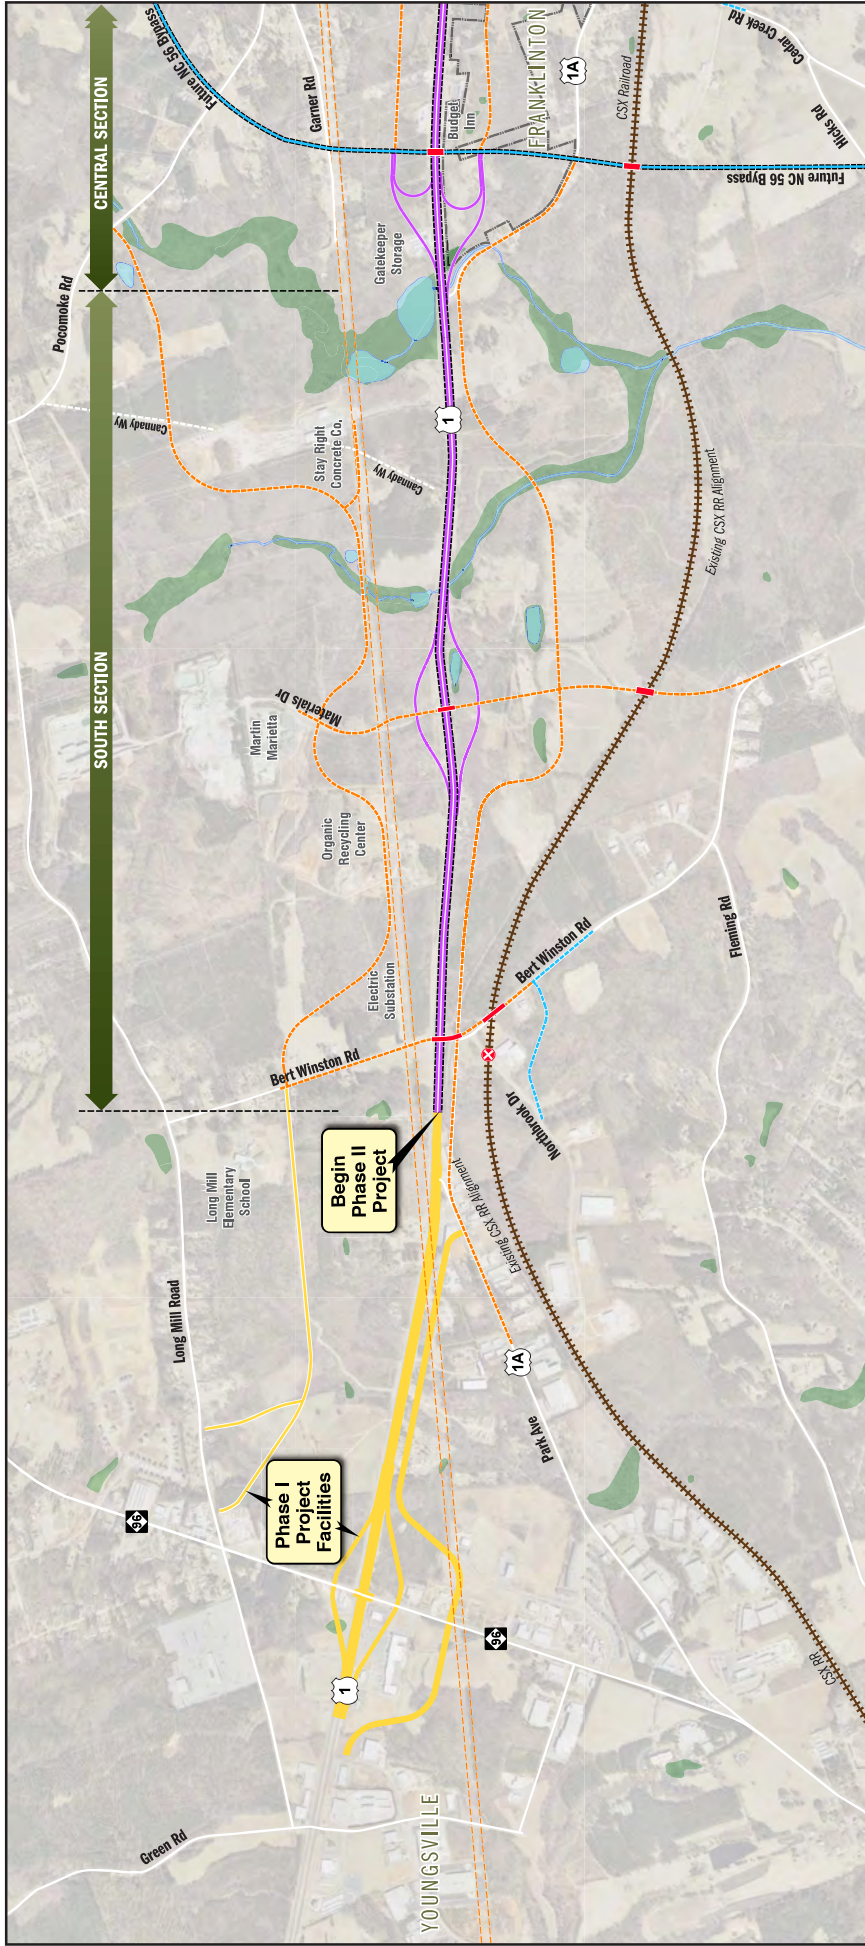 SOUTH SECTION
CENTRAL SECTION
Green Rd
YOUNGSVILLE
1
96
96
Phase I
Project
Facilities
Long Mill Road
Long Mill
Elementary
School
Park Ave
1A
CSX RR
Existing CSX RR Alignment
Begin
Phase II
Project
Bert Winston Rd
Northbrook Dr
Bert Winston Rd
Electric
Substation
Fleming Rd
Organic
Recycling
Center
Martin
Marietta
Materials Dr
Existing CSX RR Alignment
Stay Right
Concrete Co.
Cannady Wy
Cannady Wy
1
Pocomoke Rd
Gatekeeper
Storage
Garner Rd
Future NC 56 Bypass
Budget
Inn
FRANKLINTON
1A
CSX Railroad
Future NC 56 Bypass
Hicks Rd
Cedar Creek Rd